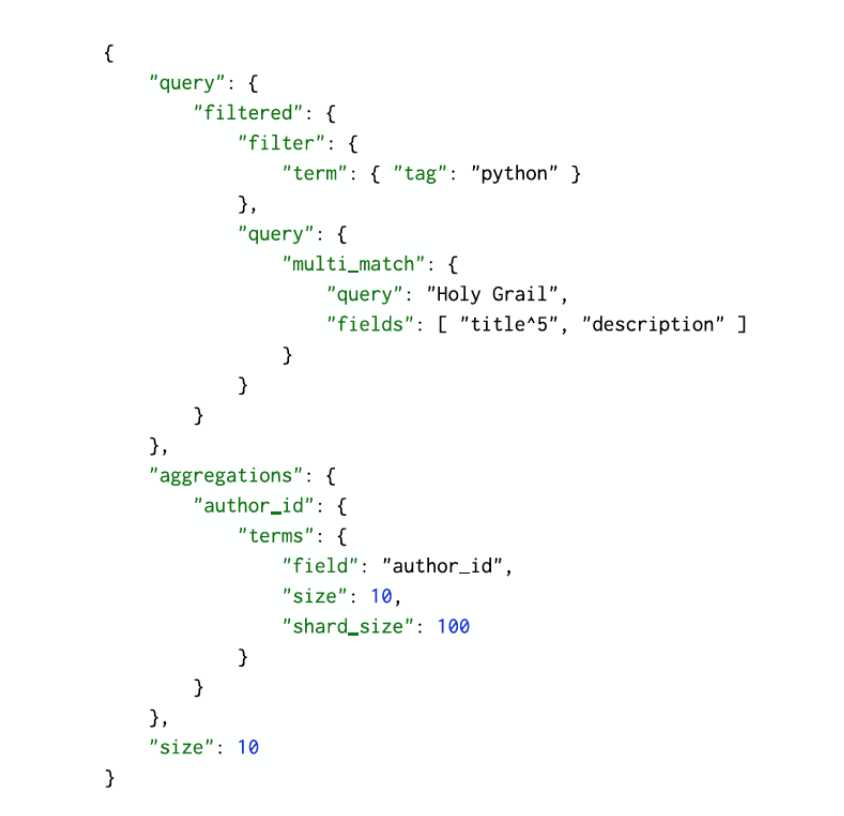 {
    "query": {
        "filtered": {
            "filter": {
                "term": { "tag": "python" }
            },
            "query": {
                "multi_match": {
                    "query": "Holy Grail",
                    "fields": [ "title^5", "description" ]
                }
            }
        }
    },
    "aggregations": {
        "author_id": {
            "terms": {
                "field": "author_id",
                "size": 10,
                "shard_size": 100
            }
        }
    },
    "size": 10
}